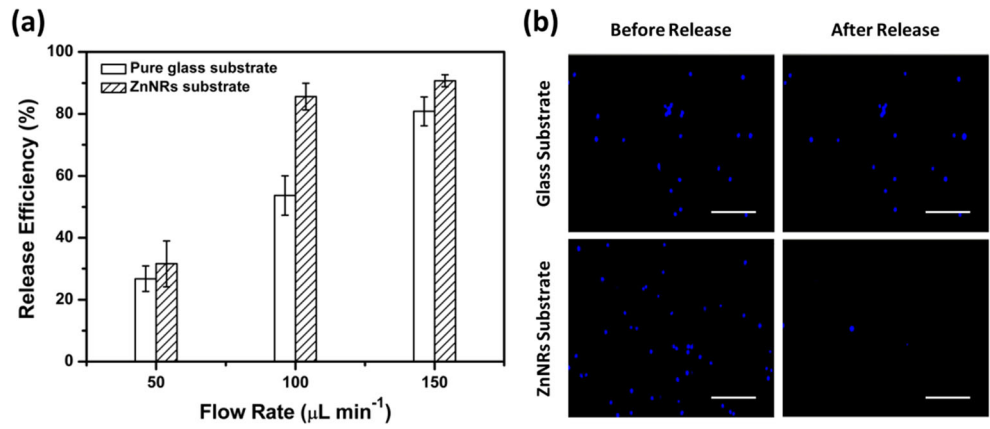 (a)
100
80
60
40
20
0
Release Efficiency (%)
Pure glass substrate
ZnNRs substrate
50 100 150
Flow Rate (μL min⁻¹)
(b)
Before Release After Release
Glass Substrate
ZnNRs Substrate